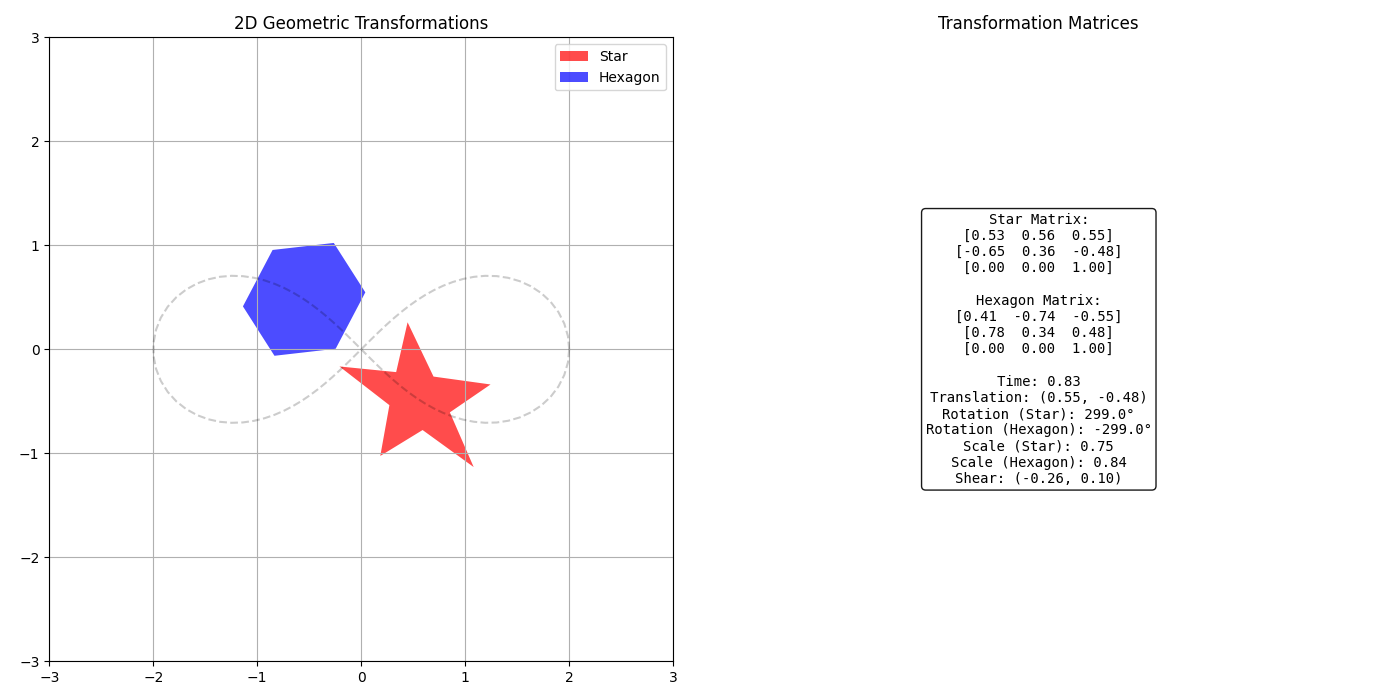 2D Geometric Transformations
Star
Hexagon
3
2
1
0
−1
−2
−3
−3
−2
−1
0
1
2
3
Transformation Matrices
Star Matrix:
[0.53  0.56  0.55]
[-0.65  0.36  -0.48]
[0.00  0.00  1.00]
Hexagon Matrix:
[0.41  -0.74  -0.55]
[0.78  0.34  0.48]
[0.00  0.00  1.00]
Time: 0.83
Translation: (0.55, -0.48)
Rotation (Star): 299.0°
Rotation (Hexagon): -299.0°
Scale (Star): 0.75
Scale (Hexagon): 0.84
Shear: (-0.26, 0.10)